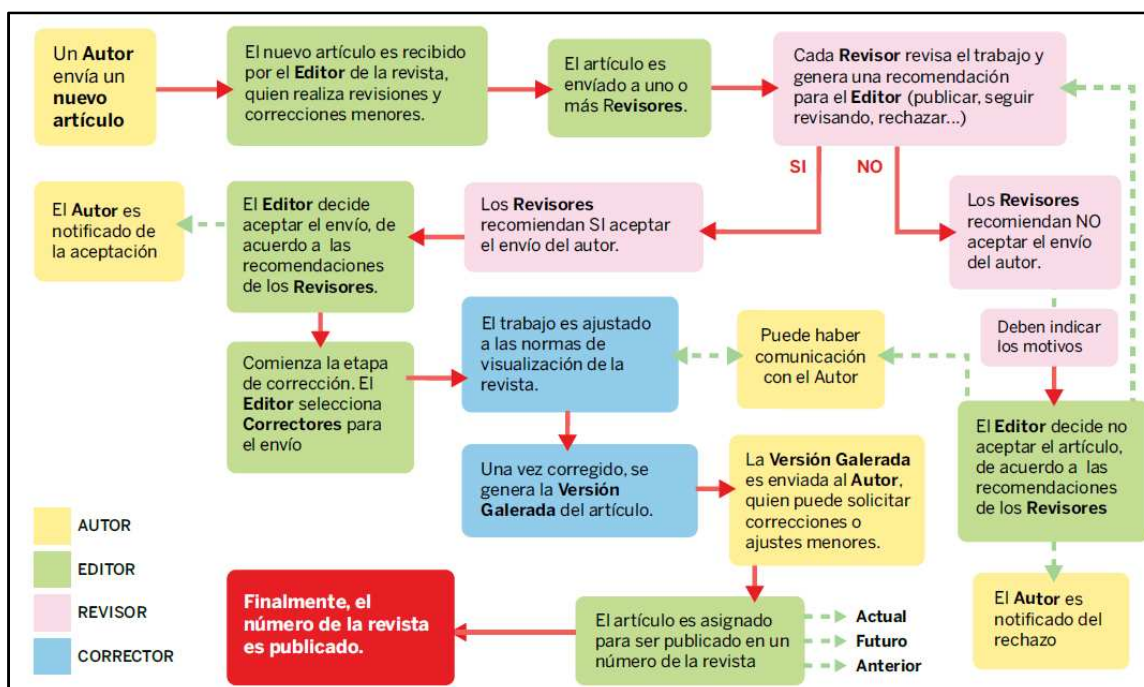 Un Autor
envía un
nuevo
artículo
El nuevo artículo es recibido
por el Editor de la revista,
quien realiza revisiones y
correcciones menores.
El artículo es
envíado a uno o
más Revisores.
Cada Revisor revisa el trabajo y
genera una recomendación
para el Editor (publicar, seguir
revisando, rechazar...)
SI
NO
El Autor es
notificado de
la aceptación
El Editor decide
aceptar el envío, de
acuerdo a las
recomendaciones
de los Revisores.
Los Revisores
recomiendan SI aceptar
el envío del autor.
Los Revisores
recomiendan NO
aceptar el envío
del autor.
Deben indicar
los motivos
Comienza la etapa
de corrección. El
Editor selecciona
Correctores para
el envío
El trabajo es ajustado
a las normas de
visualización de la
revista.
Puede haber
comunicación
con el Autor
El Editor decide no
aceptar el artículo,
de acuerdo a las
recomendaciones
de los Revisores
Una vez corregido, se
genera la Versión
Galerada del artículo.
La Versión Galerada
es enviada al Autor,
quien puede solicitar
correcciones o
ajustes menores.
AUTOR
EDITOR
REVISOR
CORRECTOR
Finalmente, el
número de la revista
es publicado.
El artículo es asignado
para ser publicado en un
número de la revista
Actual
Futuro
Anterior
El Autor es
notificado del
rechazo